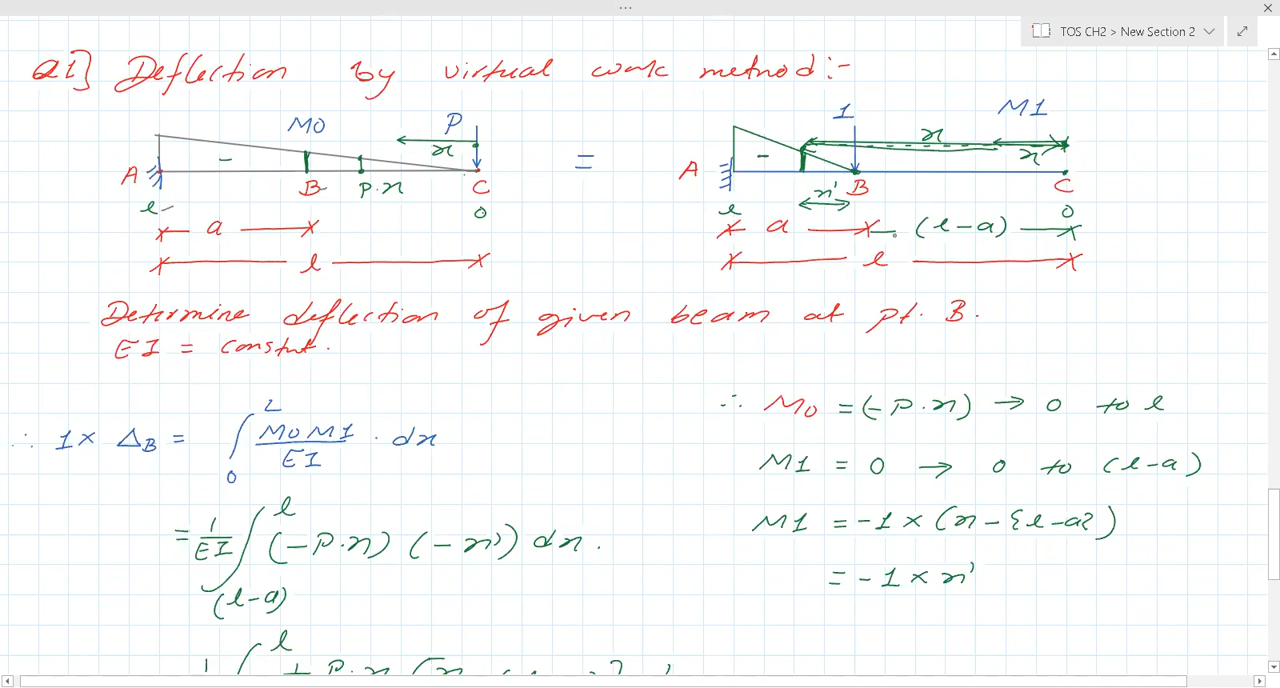 TOS CH2 > New Section 2
Q1] Deflection by virtual work method:-
M0 P x
A - B P.x C
l 0
a
l
=
1 M1
x
x
A - B C
x'
l 0
a (l-a)
l
Determine deflection of given beam at pt. B.
EI = constnt.
∴ 1 × ΔB = ∫ 0 L M0 M1 / EI . dx
= 1/EI ∫ (l-a) l (-P.x) (-x') dx.
∴ M0 = (-P.x) → 0 to l
M1 = 0 → 0 to (l-a)
M1 = -1 × (x - {l-a})
= -1 × x'
l